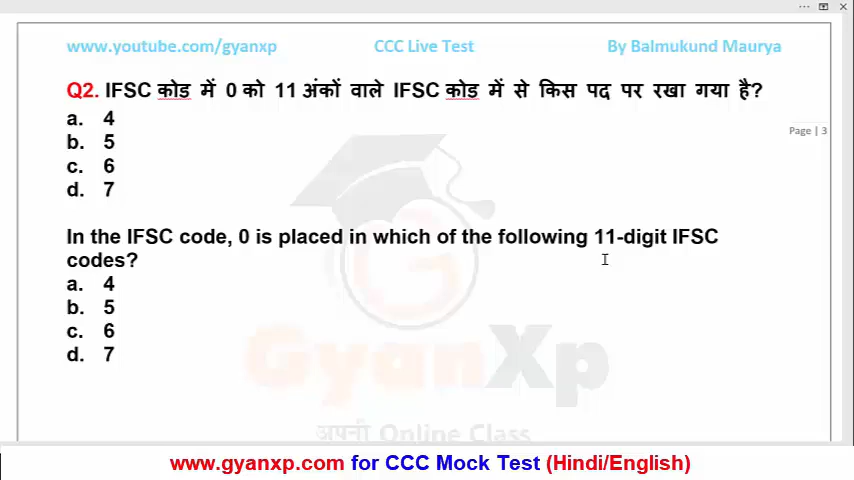 www.youtube.com/gyanxp CCC Live Test By Balmukund Maurya
Q2. IFSC कोड में 0 को 11 अंकों वाले IFSC कोड में से किस पद पर रखा गया है?
a. 4
Page | 3
b. 5
c. 6
d. 7
In the IFSC code, 0 is placed in which of the following 11-digit IFSC
codes?
a. 4
b. 5
c. 6
d. 7
GyanXp
अपनी Online Class
www.gyanxp.com for CCC Mock Test (Hindi/English)